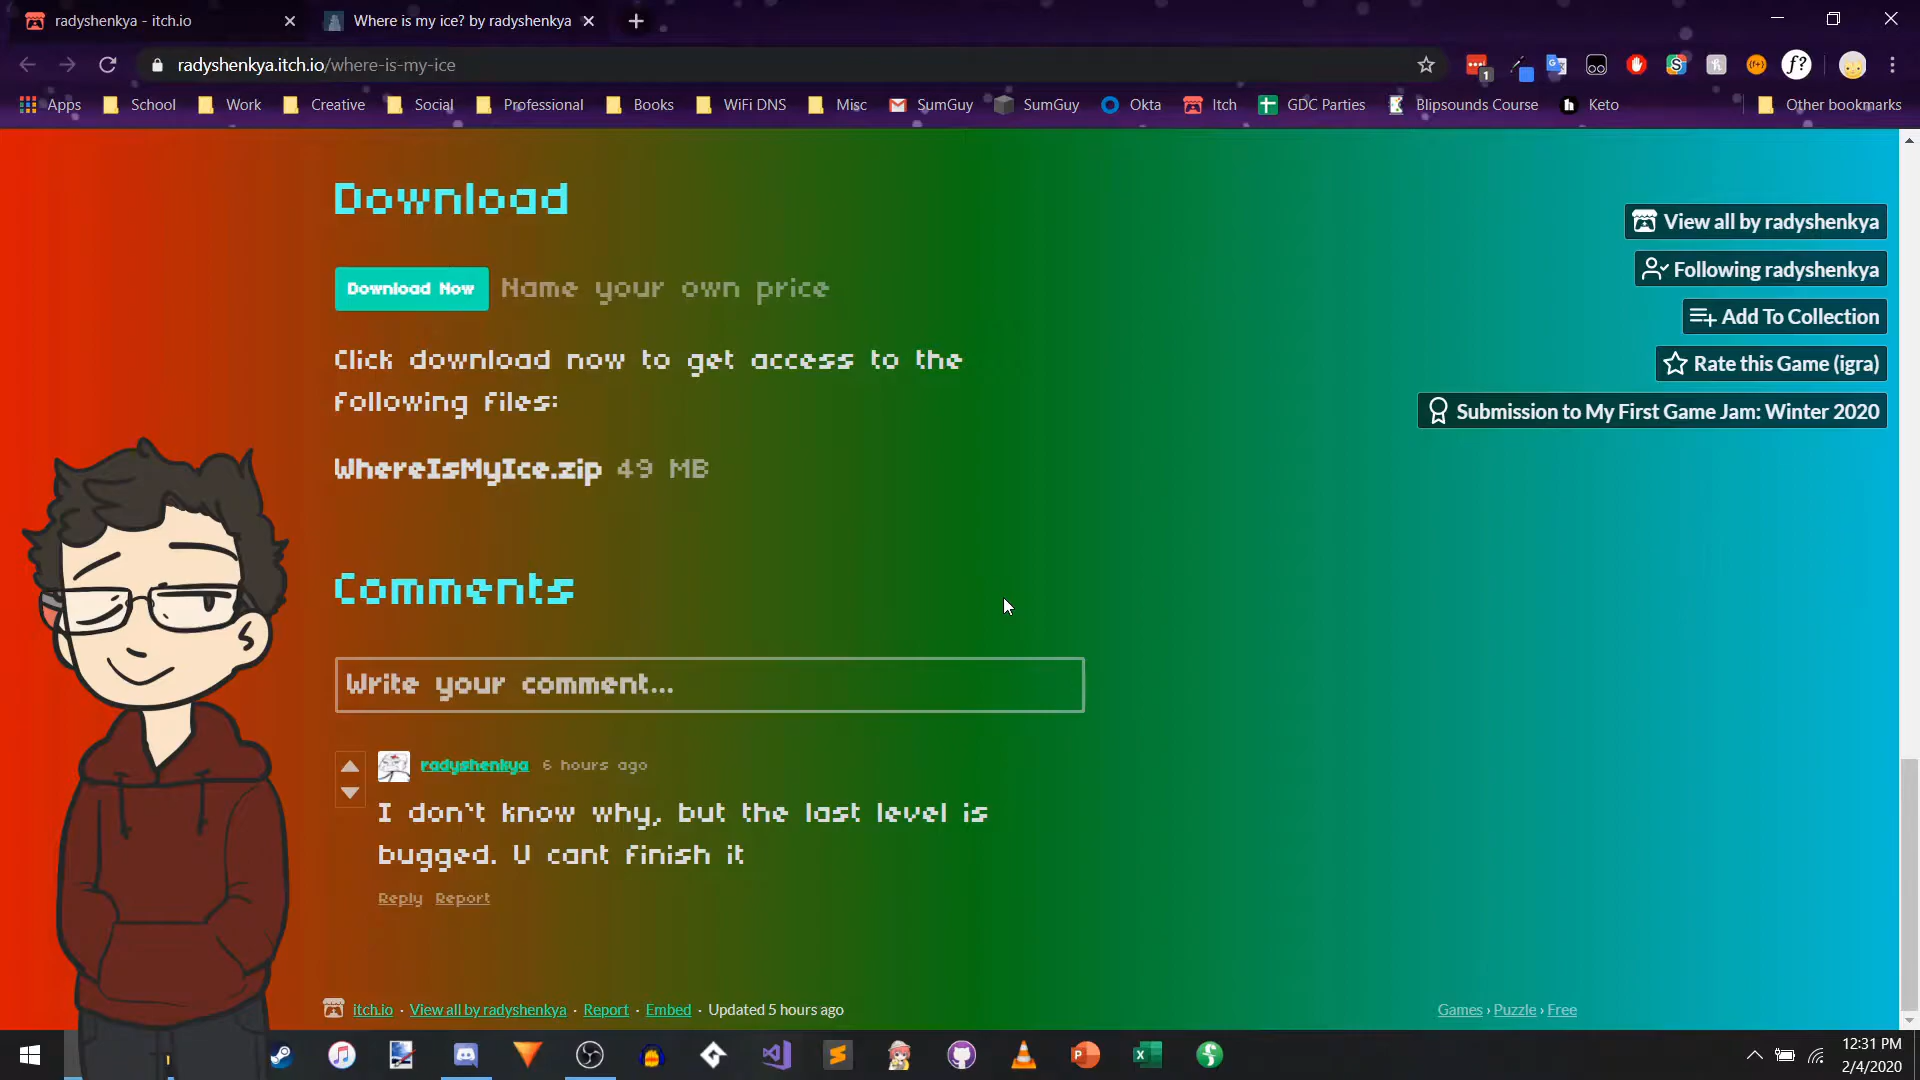 radyshenkya - itch.io
Where is my ice? by radyshenkya
radyshenkya.itch.io/where-is-my-ice
1
f?
Apps
School
Work
Creative
Social
Professional
Books
WiFi DNS
Misc
SumGuy
SumGuy
Okta
Itch
GDC Parties
Blipsounds Course
Keto
Other bookmarks
View all by radyshenkya
Following radyshenkya
Add To Collection
Rate this Game (igra)
Submission to My First Game Jam: Winter 2020
Download
Download Now Name your own price
Click download now to get access to the
following files:
WhereIsMyIce.zip 49 MB
Comments
Write your comment...
radyshenkya 6 hours ago
I don't know why, but the last level is
bugged. U cant finish it
Reply Report
itch.io · View all by radyshenkya · Report · Embed · Updated 5 hours ago
Games › Puzzle › Free
12:31 PM
2/4/2020